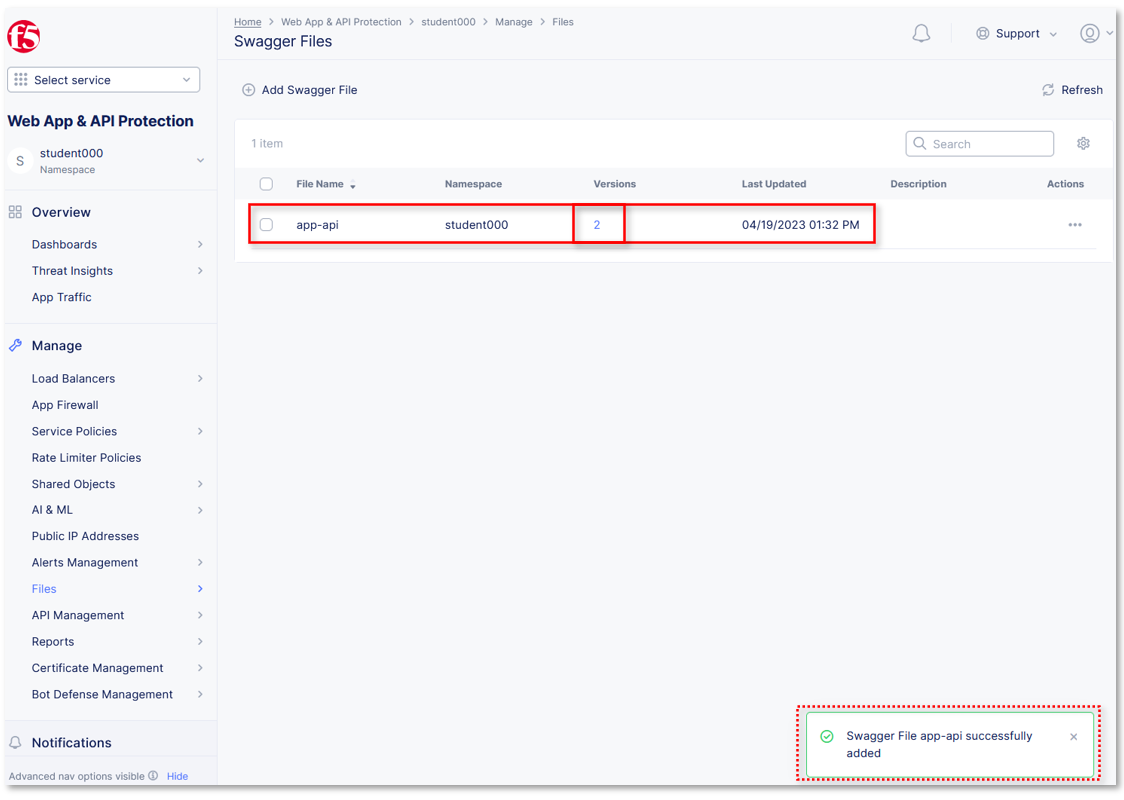 f5
Select service
Web App & API Protection
S
student000
Namespace
Overview
Dashboards
Threat Insights
App Traffic
Manage
Load Balancers
App Firewall
Service Policies
Rate Limiter Policies
Shared Objects
AI & ML
Public IP Addresses
Alerts Management
Files
API Management
Reports
Certificate Management
Bot Defense Management
Notifications
Advanced nav options visible Hide
Home > Web App & API Protection > student000 > Manage > Files
Swagger Files
Support
Add Swagger File
Refresh
1 item
Search
File Name Namespace Versions Last Updated Description Actions
app-api student000 2 04/19/2023 01:32 PM
Swagger File app-api successfully
added